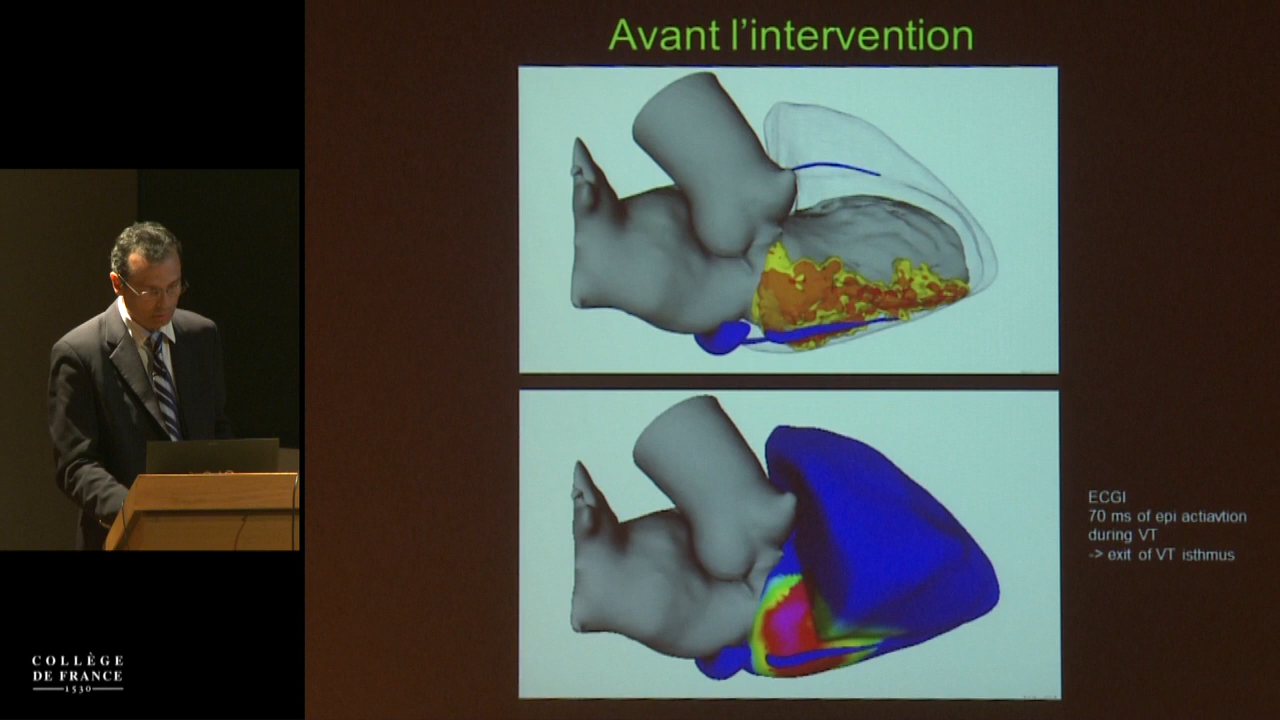 Avant l'intervention
ECGI
70 ms of epi actiavtion
during VT
-> exit of VT isthmus
COLLÈGE
DE FRANCE
1530